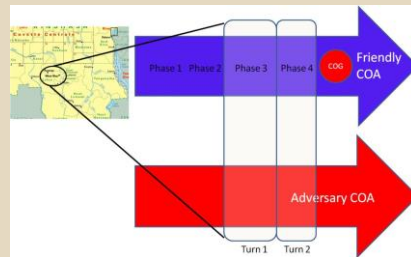 Phase 1
Phase 2
Phase 3
Phase 4
COG
Friendly
COA
Adversary COA
Turn 1
Turn 2